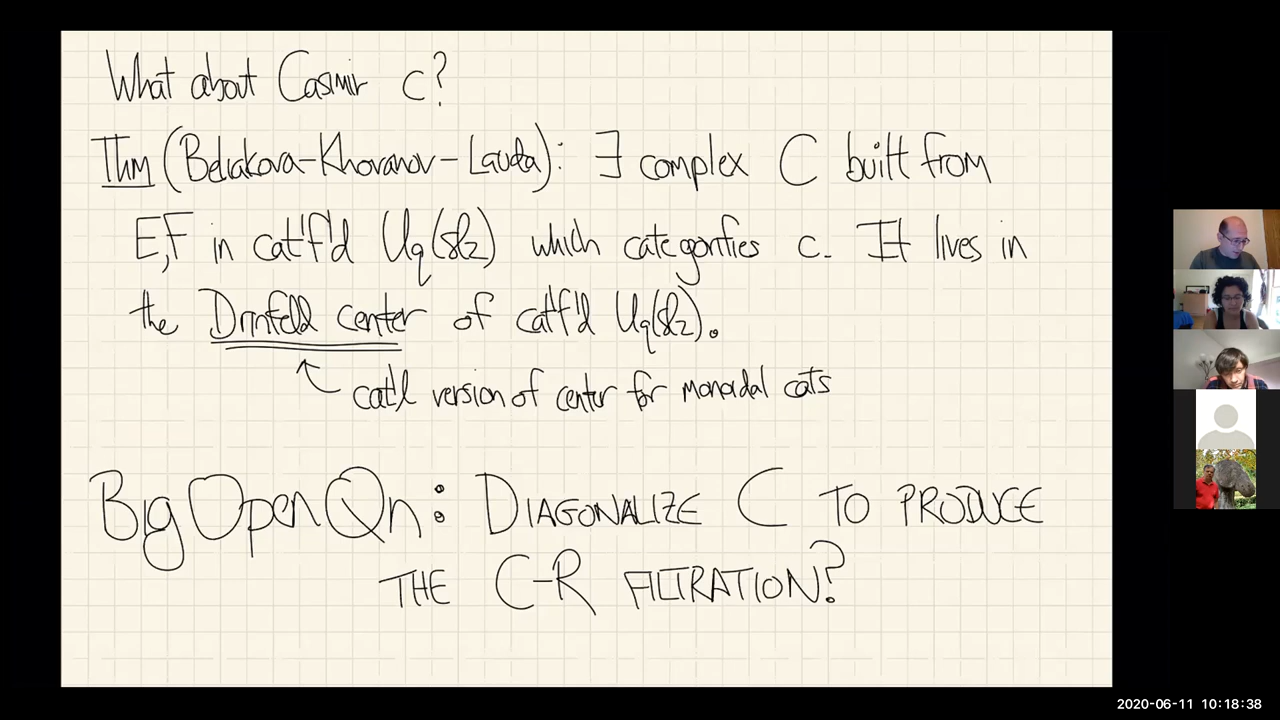 What about Casimir c?
Thm (Beliakova-Khovanov-Lauda): ∃ complex C built from
E,F in cat'f'd Uq(sl2) which categorifies c. It lives in
the Drinfeld center of cat'f'd Uq(sl2).
cat'l version of center for monoidal cats
Big Open Qn: DIAGONALIZE C TO PRODUCE
THE C-R FILTRATION?
2020-06-11 10:18:38